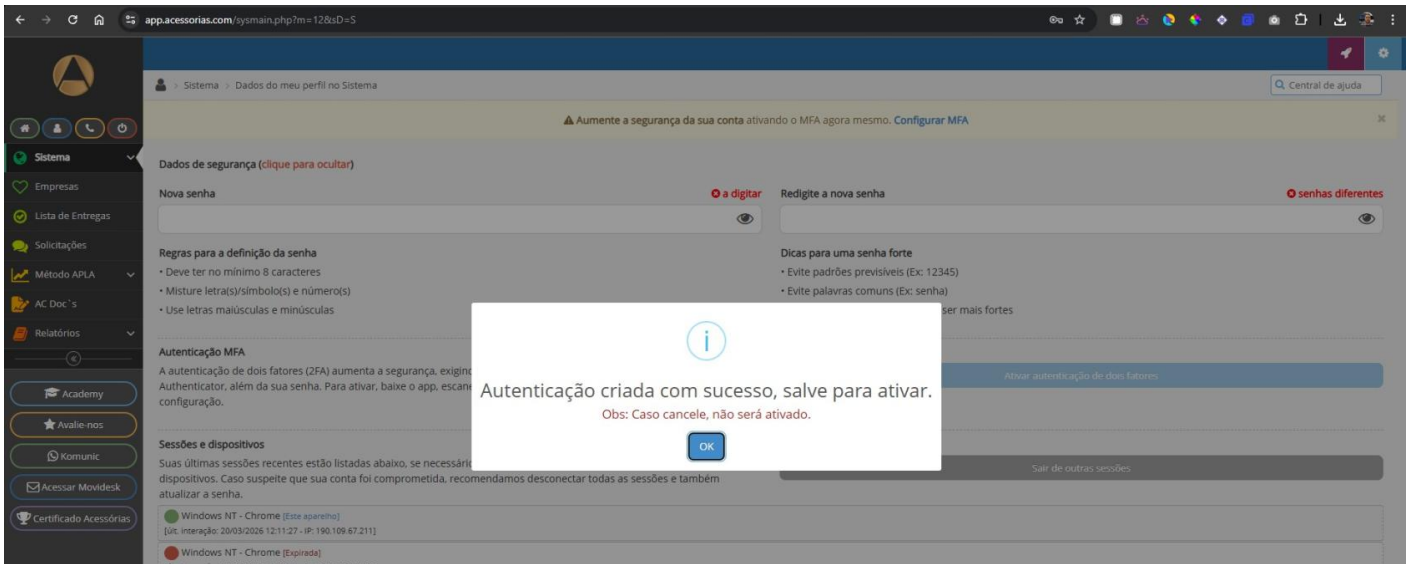 app.acessorias.com/sysmain.php?m=12&sD=S
Sistema > Dados do meu perfil no Sistema
Central de ajuda
Aumente a segurança da sua conta ativando o MFA agora mesmo. Configurar MFA
Sistema
Empresas
Lista de Entregas
Solicitações
Método APLA
AC Doc`s
Relatórios
Academy
Avalie-nos
Komunic
Acessar Movidesk
Certificado Acessórias
Dados de segurança (clique para ocultar)
Nova senha
a digitar
Redigite a nova senha
senhas diferentes
Regras para a definição da senha
• Deve ter no mínimo 8 caracteres
• Misture letra(s)/símbolo(s) e número(s)
• Use letras maiúsculas e minúsculas
Dicas para uma senha forte
• Evite padrões previsíveis (Ex: 12345)
• Evite palavras comuns (Ex: senha)
ser mais fortes
Autenticação MFA
A autenticação de dois fatores (2FA) aumenta a segurança, exigin
Authenticator, além da sua senha. Para ativar, baixe o app, escane
configuração.
Ativar autenticação de dois fatores
Autenticação criada com sucesso, salve para ativar.
Obs: Caso cancele, não será ativado.
OK
Sessões e dispositivos
Suas últimas sessões recentes estão listadas abaixo, se necessário
dispositivos. Caso suspeite que sua conta foi comprometida, recomendamos desconectar todas as sessões e também
atualizar a senha.
Sair de outras sessões
Windows NT - Chrome [Este aparelho]
[últ. interação: 20/03/2026 12:11:27 - IP: 190.109.67.211]
Windows NT - Chrome [Expirada]